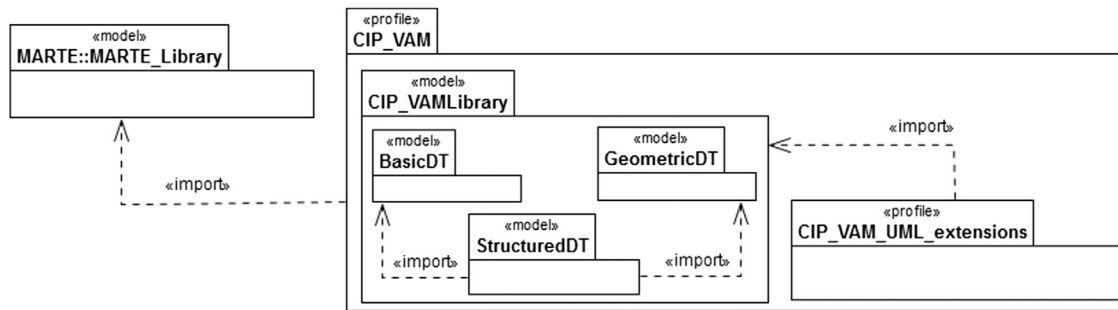 «profile»
CIP_VAM
«model»
MARTE::MARTE_Library
«model»
CIP_VAMLibrary
«model»
BasicDT
«model»
GeometricDT
«import»
«import»
«profile»
CIP_VAM_UML_extensions
«model»
StructuredDT
«import»
«import»